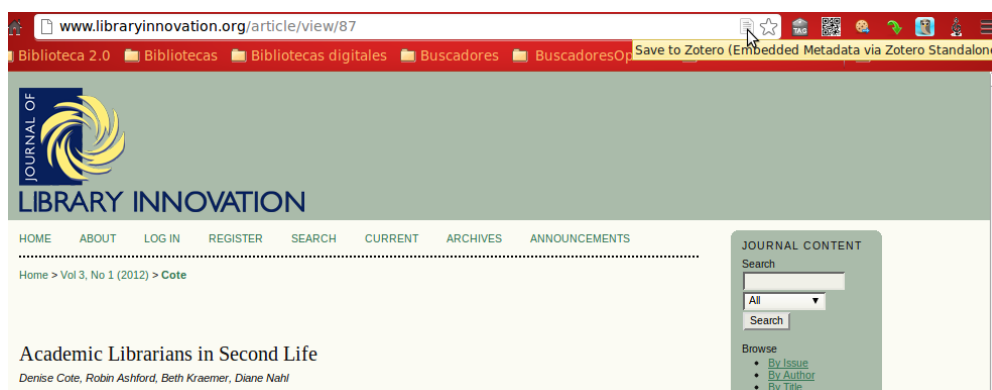 www.libraryinnovation.org/article/view/87
TAG
Biblioteca 2.0 Bibliotecas Bibliotecas digitales Buscadores BuscadoresOp
Save to Zotero (Embedded Metadata via Zotero Standalone
JOURNAL OF
LIBRARY INNOVATION
HOME ABOUT LOG IN REGISTER SEARCH CURRENT ARCHIVES ANNOUNCEMENTS
Home > Vol 3, No 1 (2012) > Cote
Academic Librarians in Second Life
Denise Cote, Robin Ashford, Beth Kraemer, Diane Nahl
JOURNAL CONTENT
Search
All
Search
Browse
By Issue
By Author
By Title